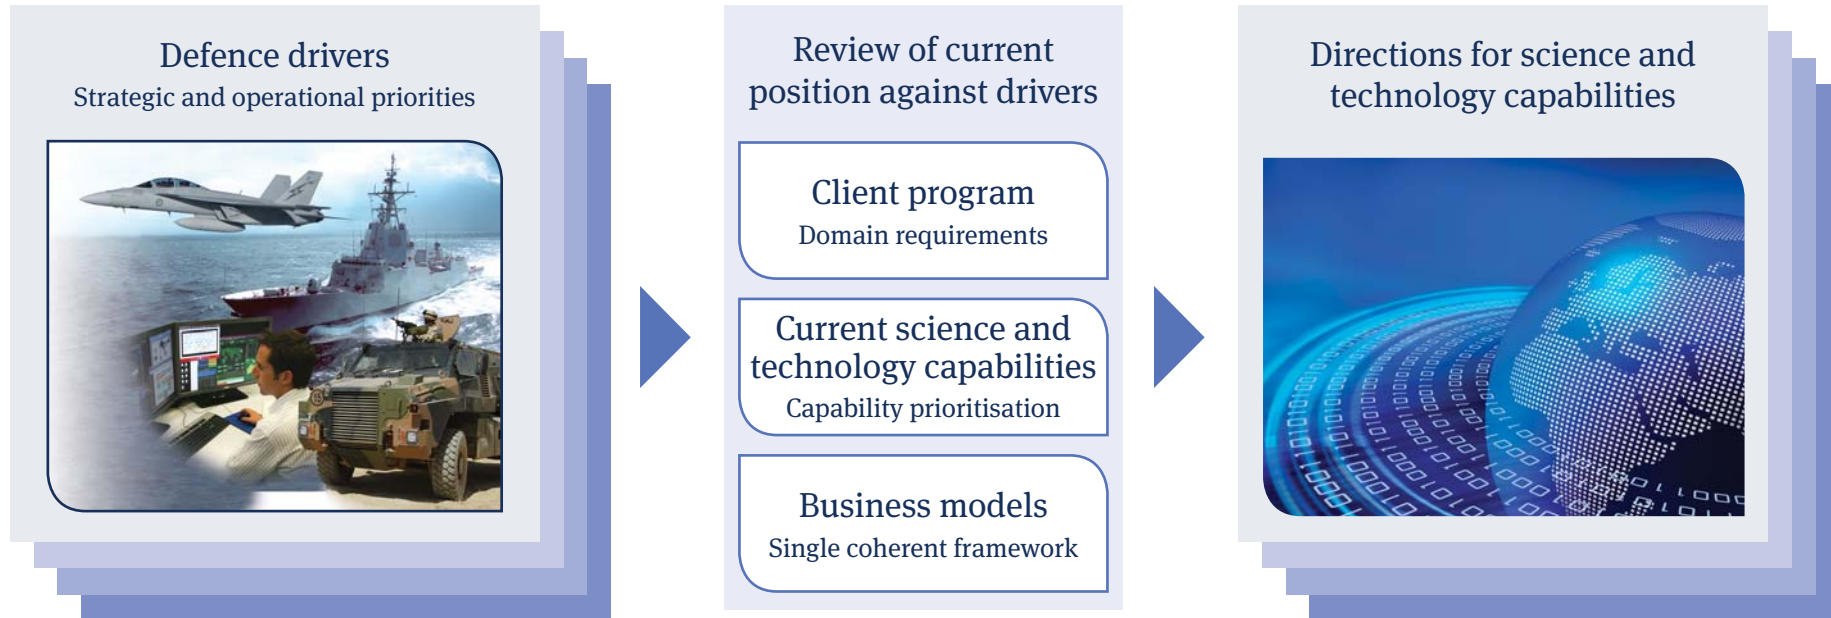 Defence drivers
Strategic and operational priorities
Review of current
position against drivers
Client program
Domain requirements
Current science and
technology capabilities
Capability prioritisation
Business models
Single coherent framework
Directions for science and
technology capabilities